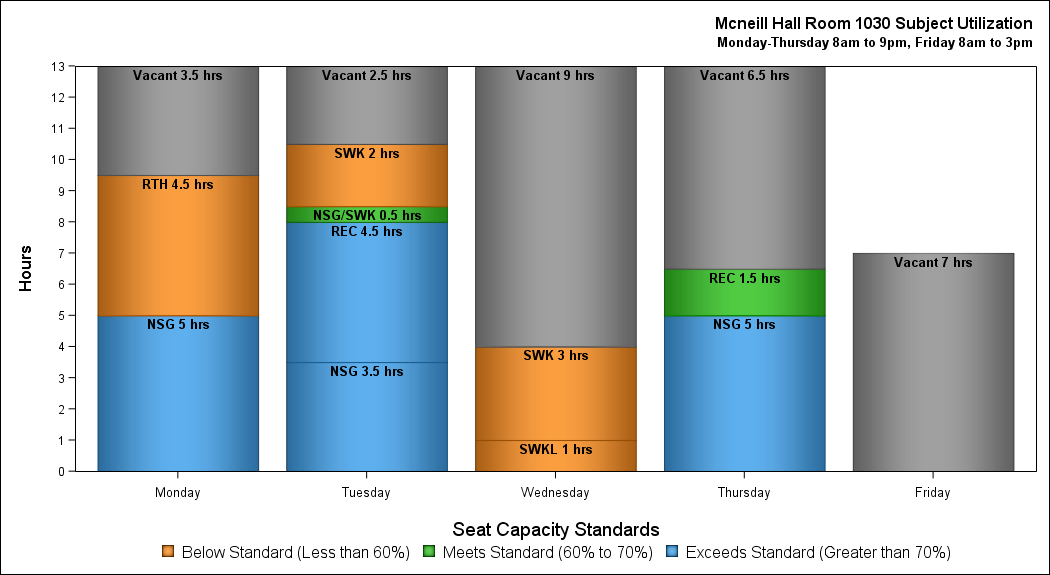 Mcneill Hall Room 1030 Subject Utilization
Monday-Thursday 8am to 9pm, Friday 8am to 3pm
Hours
13
12
11
10
9
8
7
6
5
4
3
2
1
0
Vacant 3.5 hrs
RTH 4.5 hrs
NSG 5 hrs
Vacant 2.5 hrs
SWK 2 hrs
NSG/SWK 0.5 hrs
REC 4.5 hrs
NSG 3.5 hrs
Vacant 9 hrs
SWK 3 hrs
SWKL 1 hrs
Vacant 6.5 hrs
REC 1.5 hrs
NSG 5 hrs
Vacant 7 hrs
Monday
Tuesday
Wednesday
Thursday
Friday
Seat Capacity Standards
Below Standard (Less than 60%)
Meets Standard (60% to 70%)
Exceeds Standard (Greater than 70%)